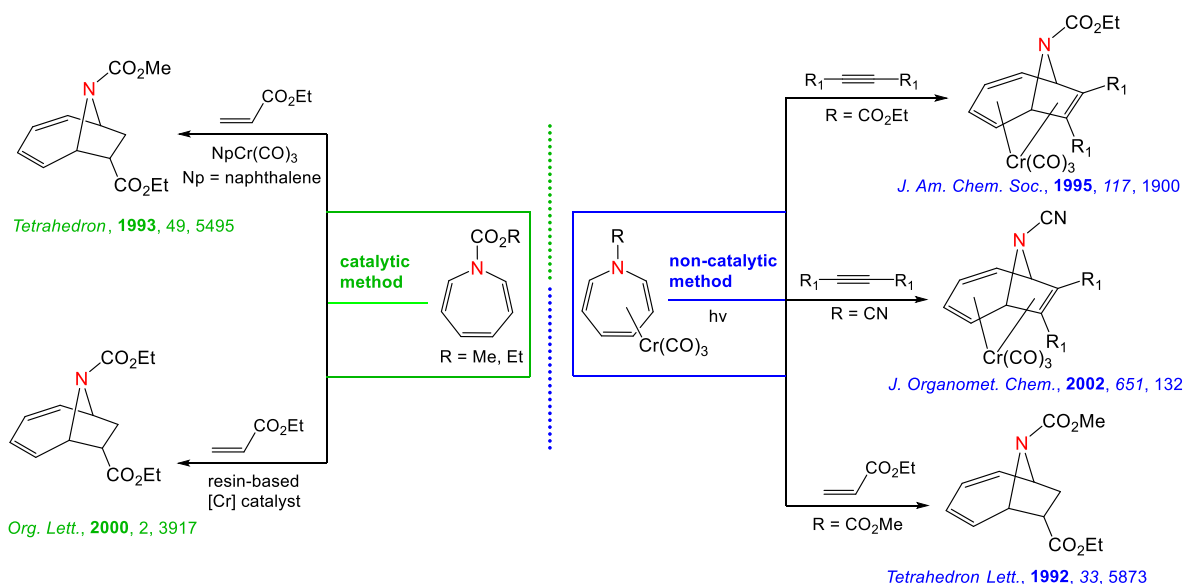 N
CO₂Me
CO₂Et
Tetrahedron, 1993, 49, 5495
CO₂Et
NpCr(CO)₃
Np = naphthalene
N
CO₂Et
CO₂Et
Org. Lett., 2000, 2, 3917
CO₂Et
resin-based
[Cr] catalyst
catalytic
method
CO₂R
N
R = Me, Et
R
N
Cr(CO)₃
non-catalytic
method
hv
R₁
R₁
R = CO₂Et
CO₂Et
N
R₁
R₁
Cr(CO)₃
J. Am. Chem. Soc., 1995, 117, 1900
R₁
R₁
R = CN
CN
N
R₁
R₁
Cr(CO)₃
J. Organomet. Chem., 2002, 651, 132
CO₂Et
R = CO₂Me
CO₂Me
N
CO₂Et
Tetrahedron Lett., 1992, 33, 5873